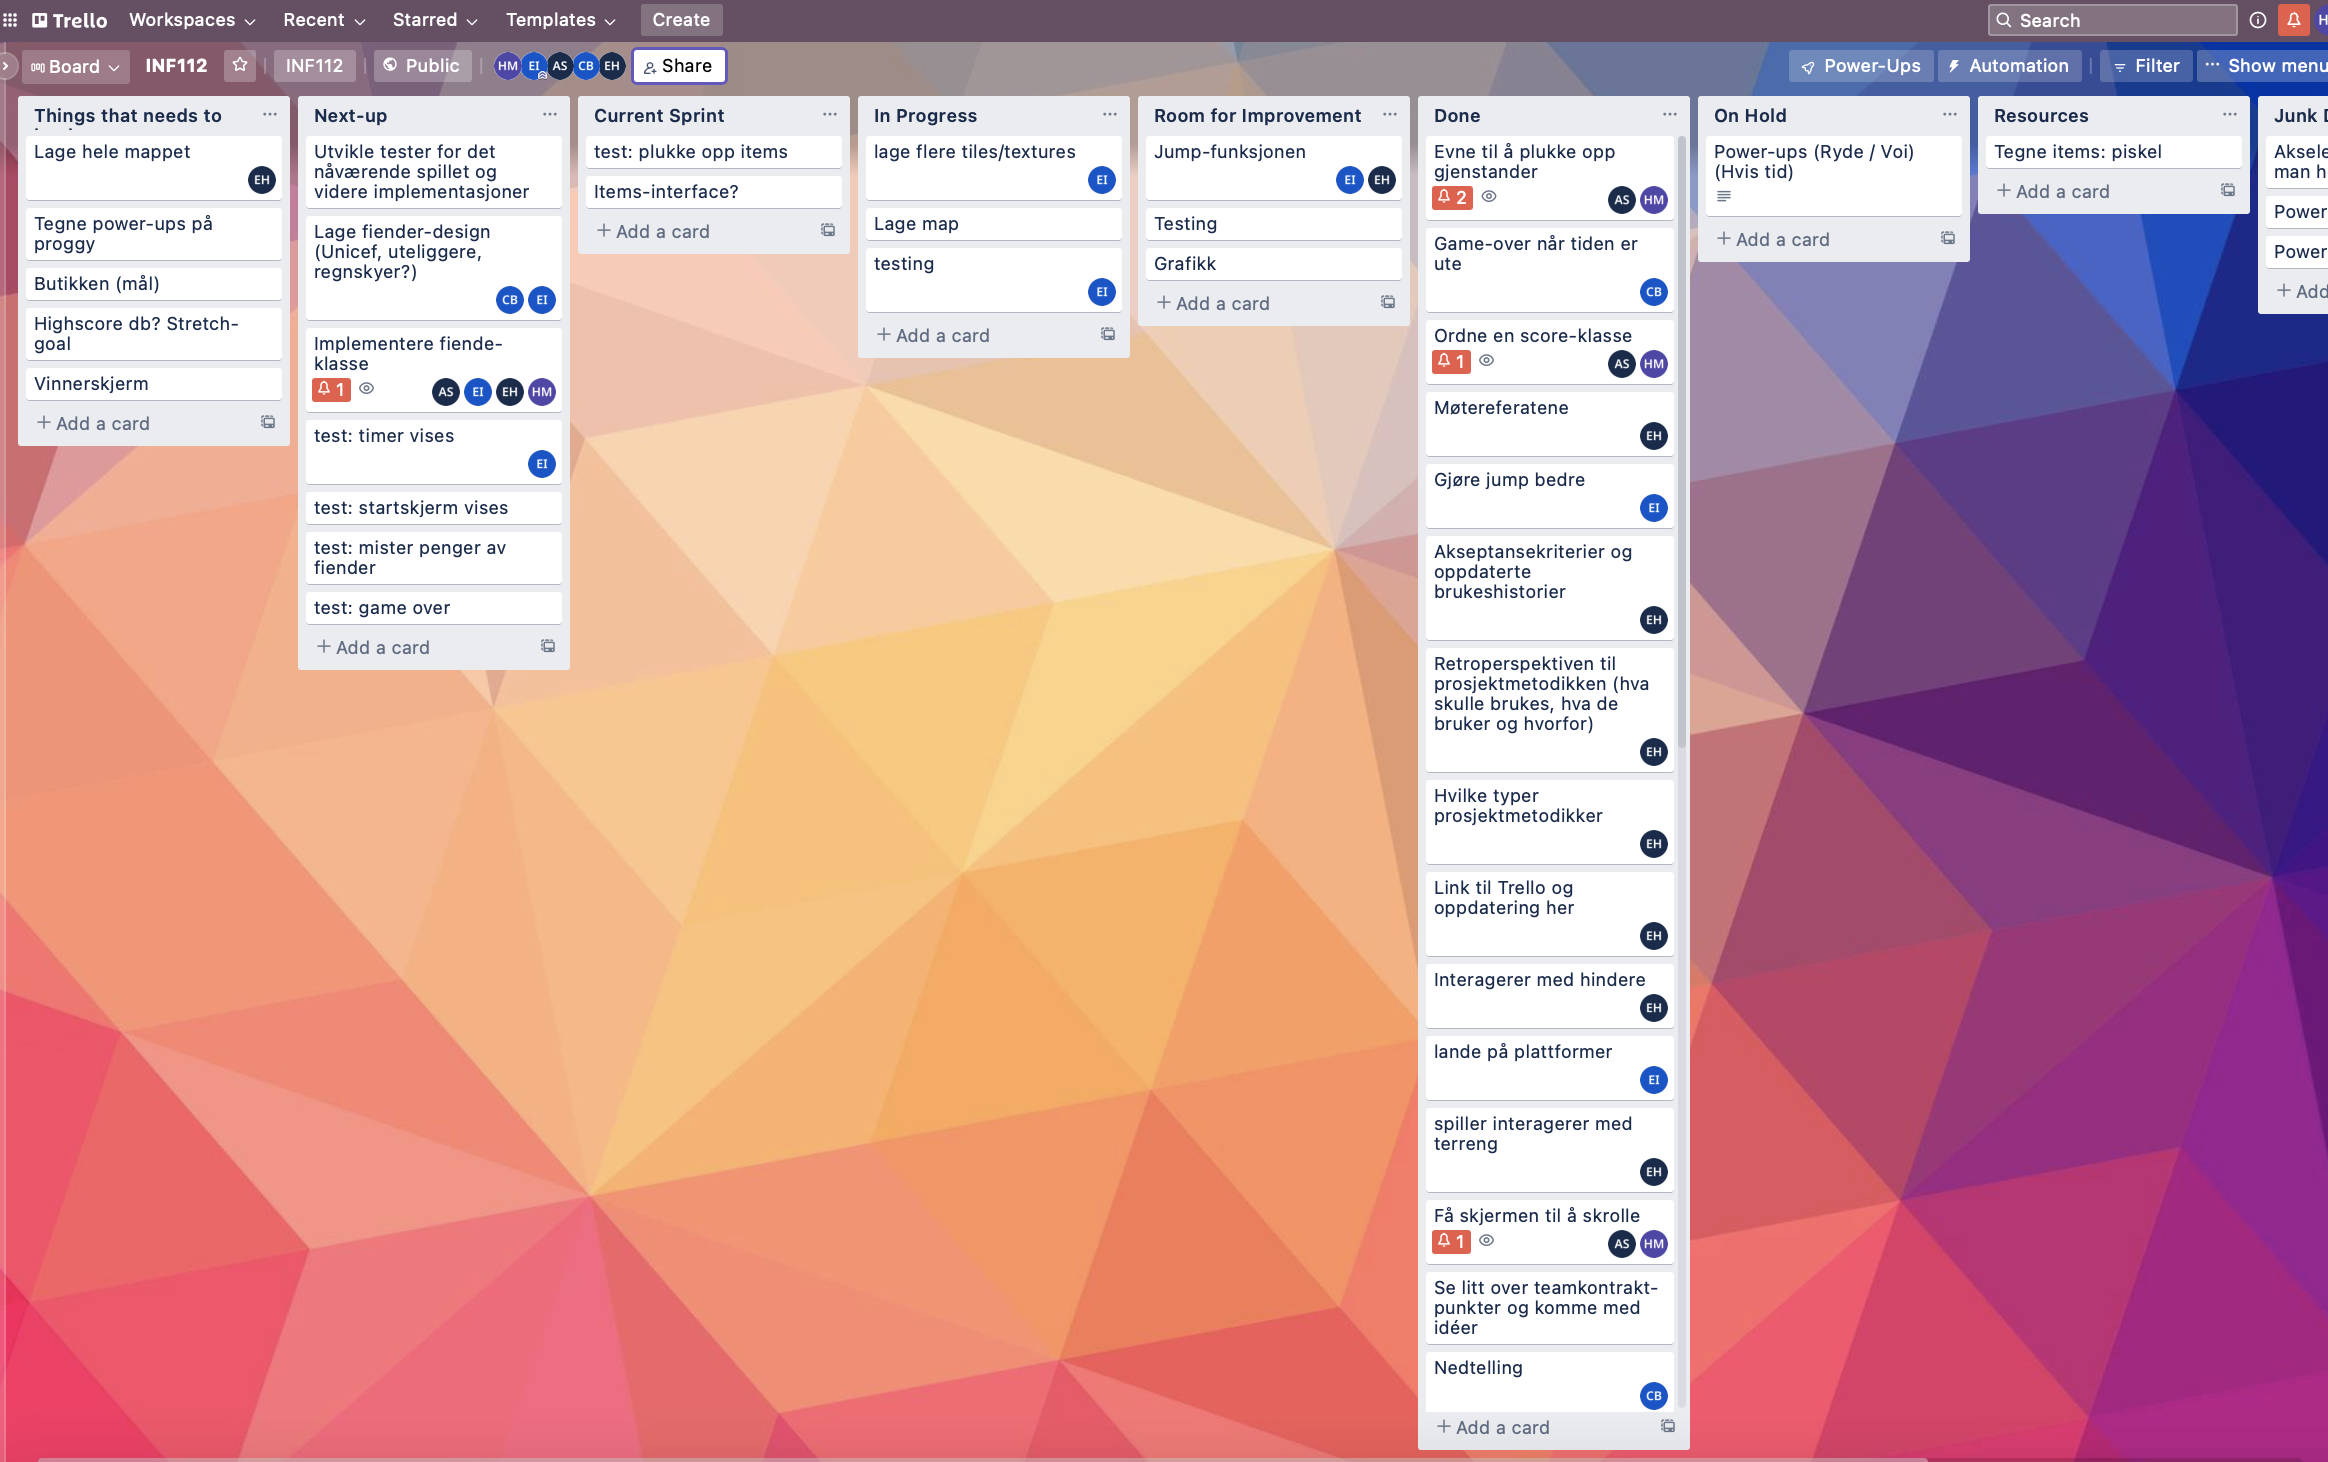 Trello Workspaces Recent Starred Templates Create Search
Board INF112 INF112 Public HM EI AS CB EH Share Power-Ups Automation Filter Show menu
Things that needs to
Lage hele mappet
EH
Tegne power-ups på
proggy
Butikken (mål)
Highscore db? Stretch-
goal
Vinnerskjerm
+ Add a card
Next-up
Utvikle tester for det
nåværende spillet og
videre implementasjoner
Lage fiender-design
(Unicef, uteliggere,
regnskyer?)
CB EI
Implementere fiende-
klasse
1 AS EI EH HM
test: timer vises
EI
test: startskjerm vises
test: mister penger av
fiender
test: game over
+ Add a card
Current Sprint
test: plukke opp items
Items-interface?
+ Add a card
In Progress
lage flere tiles/textures
EI
Lage map
testing
EI
+ Add a card
Room for Improvement
Jump-funksjonen
EI EH
Testing
Grafikk
+ Add a card
Done
Evne til å plukke opp
gjenstander
2 AS HM
Game-over når tiden er
ute
CB
Ordne en score-klasse
1 AS HM
Møtereferatene
EH
Gjøre jump bedre
EI
Akseptansekriterier og
oppdaterte
brukeshistorier
EH
Retroperspektiven til
prosjektmetodikken (hva
skulle brukes, hva de
bruker og hvorfor)
EH
Hvilke typer
prosjektmetodikker
EH
Link til Trello og
oppdatering her
EH
Interagerer med hindere
EH
lande på plattformer
EI
spiller interagerer med
terreng
EH
Få skjermen til å skrolle
1 AS HM
Se litt over teamkontrakt-
punkter og komme med
idéer
Nedtelling
CB
+ Add a card
On Hold
Power-ups (Ryde / Voi)
(Hvis tid)
+ Add a card
Resources
Tegne items: piskel
+ Add a card
Junk
Aksele
man h
Power
Power
+ Add